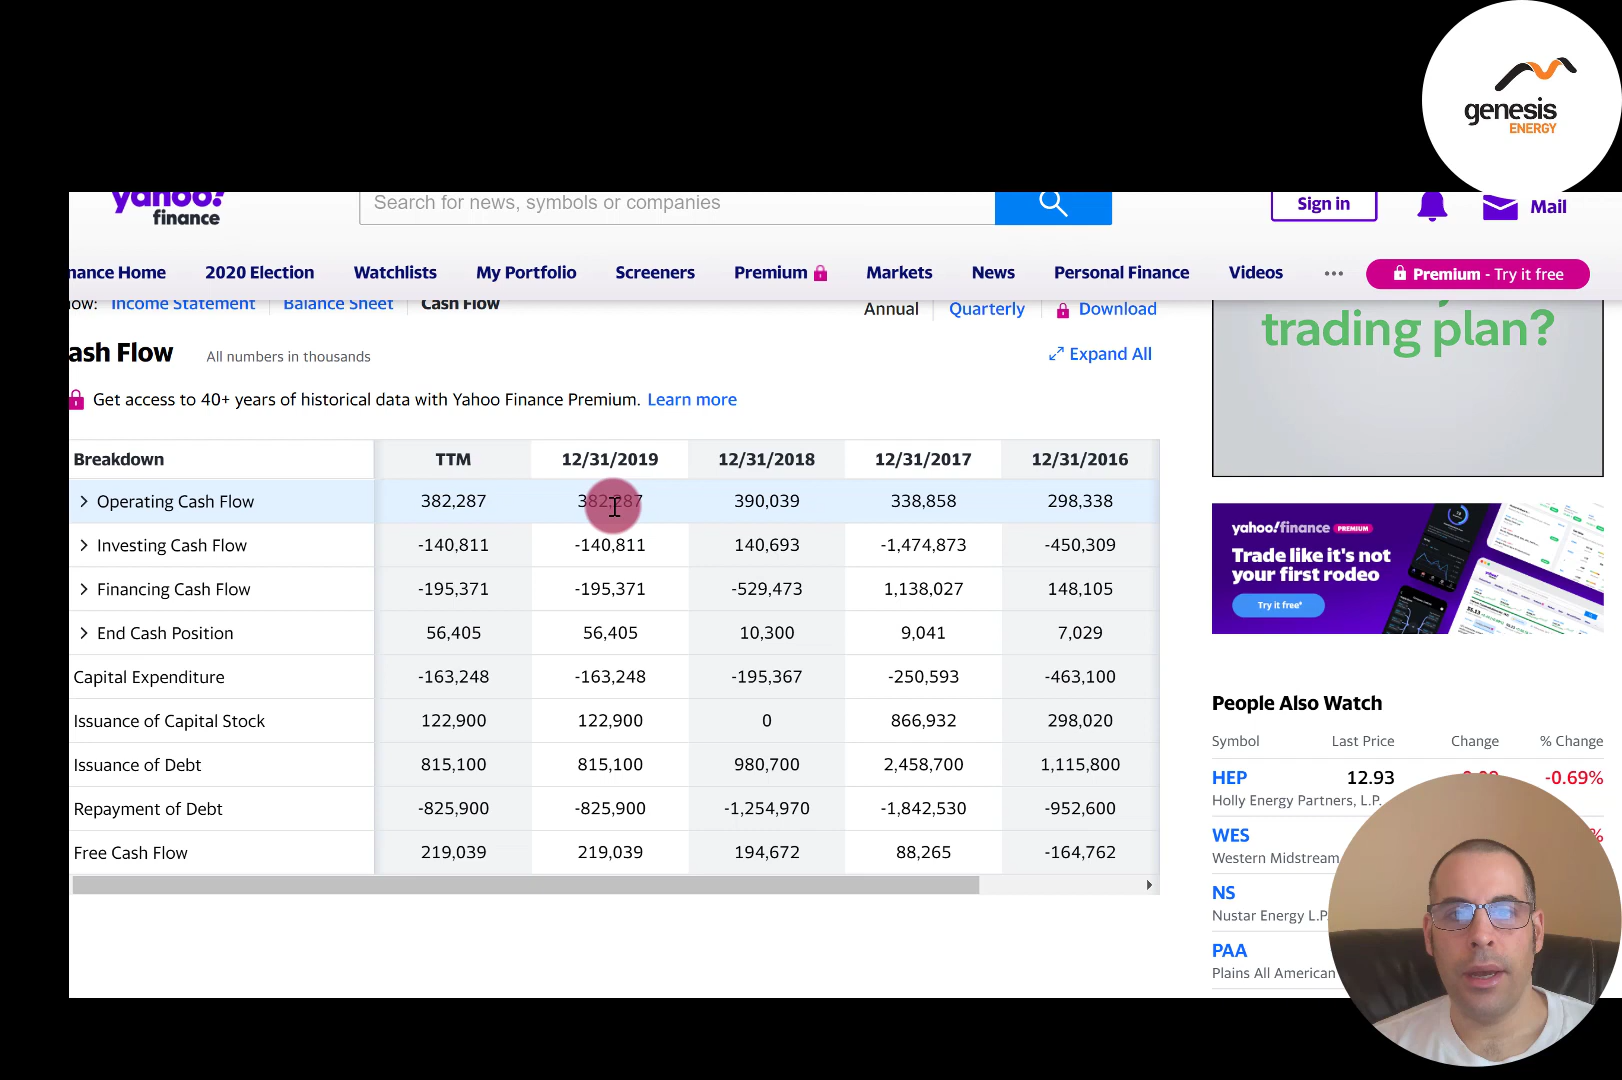 genesis
ENERGY
yahoo!
finance
Search for news, symbols or companies
Sign in
Mail
nance Home 2020 Election Watchlists My Portfolio Screeners Premium Markets News Personal Finance Videos ••• Premium - Try it free
ow: Income Statement Balance Sheet Cash Flow
Annual Quarterly Download
trading plan?
ash Flow All numbers in thousands
Expand All
Get access to 40+ years of historical data with Yahoo Finance Premium. Learn more
Breakdown TTM 12/31/2019 12/31/2018 12/31/2017 12/31/2016
> Operating Cash Flow 382,287 382,287 390,039 338,858 298,338
> Investing Cash Flow -140,811 -140,811 140,693 -1,474,873 -450,309
> Financing Cash Flow -195,371 -195,371 -529,473 1,138,027 148,105
> End Cash Position 56,405 56,405 10,300 9,041 7,029
Capital Expenditure -163,248 -163,248 -195,367 -250,593 -463,100
Issuance of Capital Stock 122,900 122,900 0 866,932 298,020
Issuance of Debt 815,100 815,100 980,700 2,458,700 1,115,800
Repayment of Debt -825,900 -825,900 -1,254,970 -1,842,530 -952,600
Free Cash Flow 219,039 219,039 194,672 88,265 -164,762
yahoo!finance PREMIUM
Trade like it's not
your first rodeo
Try it free*
People Also Watch
Symbol Last Price Change % Change
HEP 12.93 -0.69%
Holly Energy Partners, L.P.
WES %
Western Midstream
NS
Nustar Energy L.P.
PAA
Plains All American